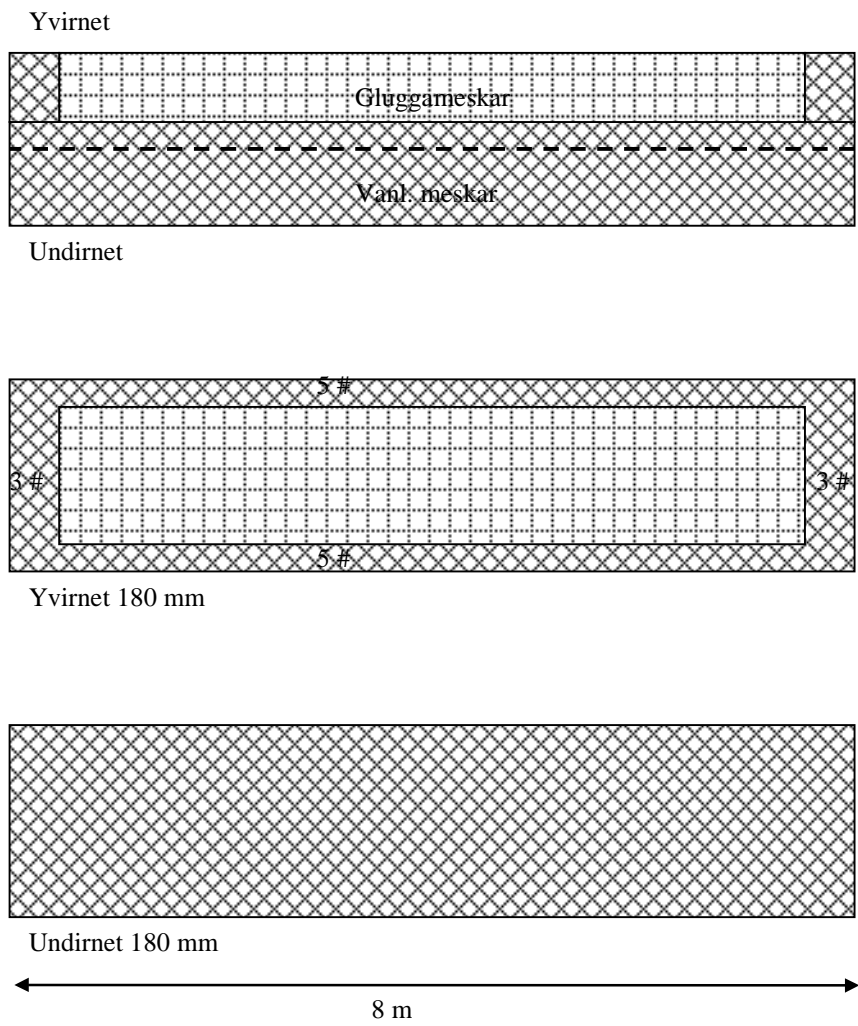 Yvirnet
Gluggameskar
Vanl. meskar
Undirnet
5 #
3 #
3 #
5 #
Yvirnet 180 mm
Undirnet 180 mm
8 m